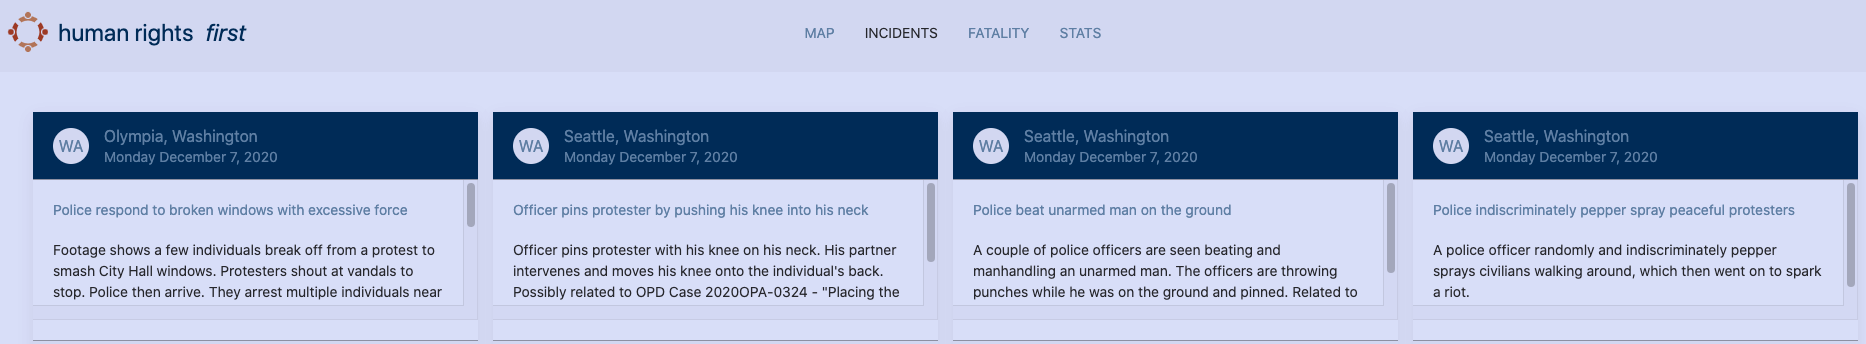 human rights first
MAP INCIDENTS FATALITY STATS
WA
Olympia, Washington
Monday December 7, 2020
Police respond to broken windows with excessive force
Footage shows a few individuals break off from a protest to
smash City Hall windows. Protesters shout at vandals to
stop. Police then arrive. They arrest multiple individuals near
WA
Seattle, Washington
Monday December 7, 2020
Officer pins protester by pushing his knee into his neck
Officer pins protester with his knee on his neck. His partner
intervenes and moves his knee onto the individual's back.
Possibly related to OPD Case 2020OPA-0324 - "Placing the
WA
Seattle, Washington
Monday December 7, 2020
Police beat unarmed man on the ground
A couple of police officers are seen beating and
manhandling an unarmed man. The officers are throwing
punches while he was on the ground and pinned. Related to
WA
Seattle, Washington
Monday December 7, 2020
Police indiscriminately pepper spray peaceful protesters
A police officer randomly and indiscriminately pepper
sprays civilians walking around, which then went on to spark
a riot.